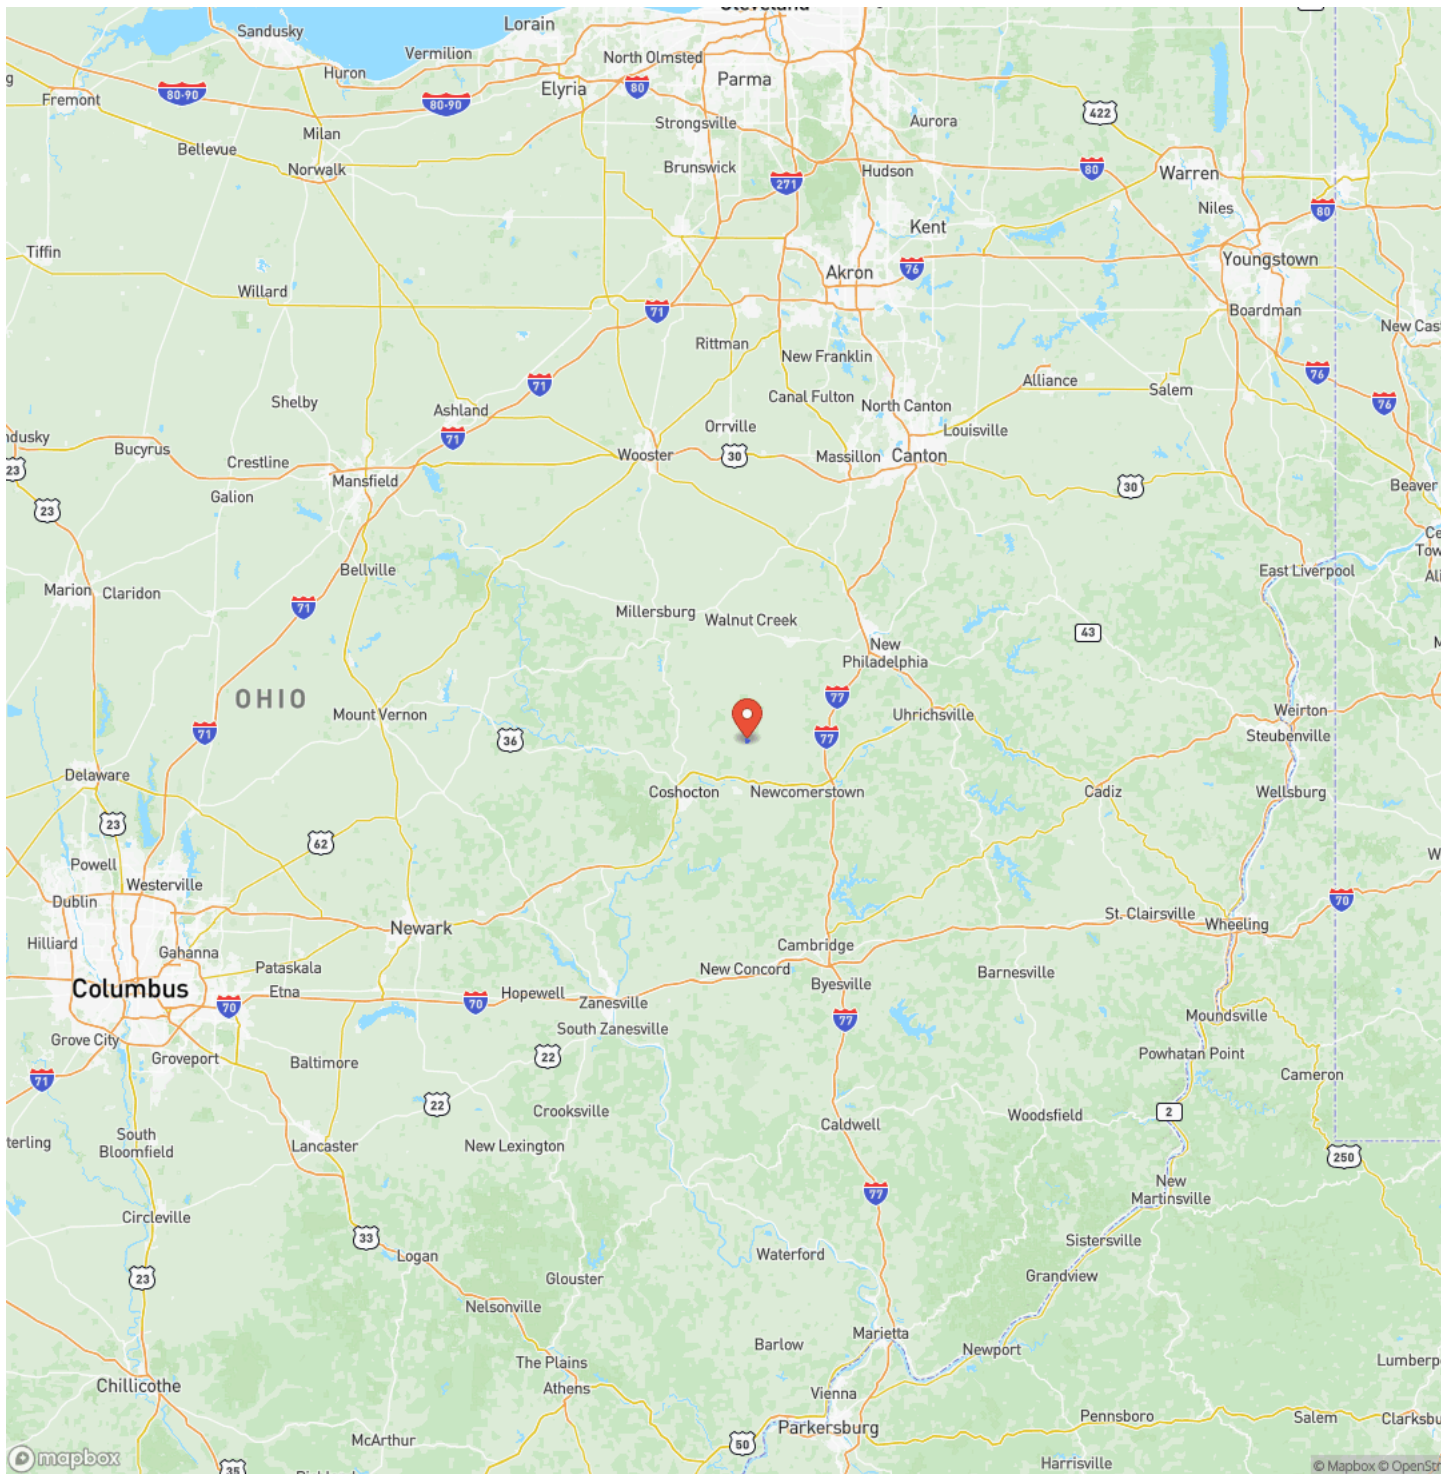 Cleveland
Lorain
Sandusky
Vermilion
North Olmsted
Huron
Parma
Elyria
80
80-90
80-90
Fremont
422
Strongsville
Aurora
Milan
Bellevue
Norwalk
Brunswick
271
Hudson
80
Warren
Niles
80
Kent
Tiffin
Akron
76
Youngstown
Willard
71
Boardman
Rittman
New Franklin
76
71
Alliance
Salem
Canal Fulton
North Canton
76
Shelby
Ashland
Orrville
Louisville
71
Bucyrus
Crestline
Wooster
30
Massillon
Canton
23
Mansfield
Galion
30
Beaver
23
Bellville
East Liverpool
Marion
Claridon
71
Millersburg
Walnut Creek
43
New
Philadelphia
OHIO
77
Mount Vernon
Uhrichsville
Weirton
71
36
77
Steubenville
Delaware
Coshocton
Newcomerstown
Cadiz
Wellsburg
23
62
Powell
Westerville
Dublin
70
St. Clairsville
Newark
Wheeling
Hilliard
Gahanna
Cambridge
Pataskala
New Concord
Barnesville
Columbus
Etna
Hopewell
Byesville
70
70
Zanesville
Moundsville
77
South Zanesville
Grove City
Groveport
Baltimore
22
Powhatan Point
71
Cameron
22
Crooksville
Woodsfield
2
Caldwell
South
Bloomfield
Lancaster
New Lexington
250
New
Martinsville
77
Circleville
33
Logan
Waterford
Sistersville
23
Glouster
Grandview
Nelsonville
Marietta
Barlow
Newport
The Plains
Chillicothe
Athens
Vienna
Pennsboro
Salem
Parkersburg
McArthur
50
mapbox
35
Harrisville
© Mapbox © OpenStr